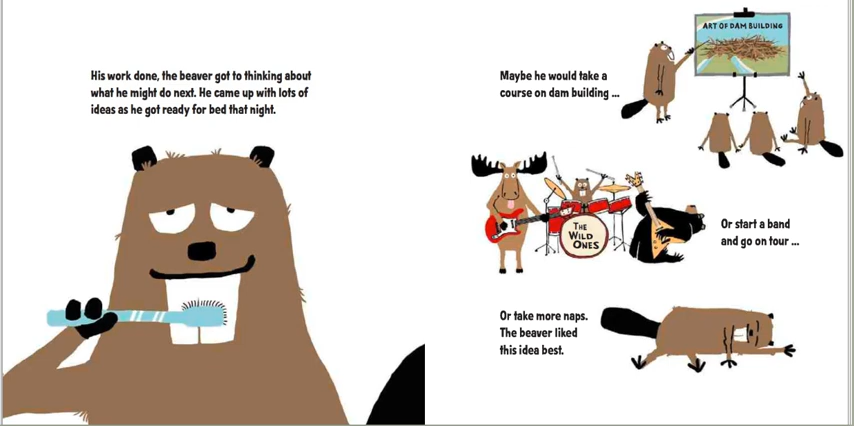 His work done, the beaver got to thinking about
what he might do next. He came up with lots of
ideas as he got ready for bed that night.
Maybe he would take a
course on dam building ...
ART OF DAM BUILDING
THE
WILD
ONES
Or start a band
and go on tour ...
Or take more naps.
The beaver liked
this idea best.